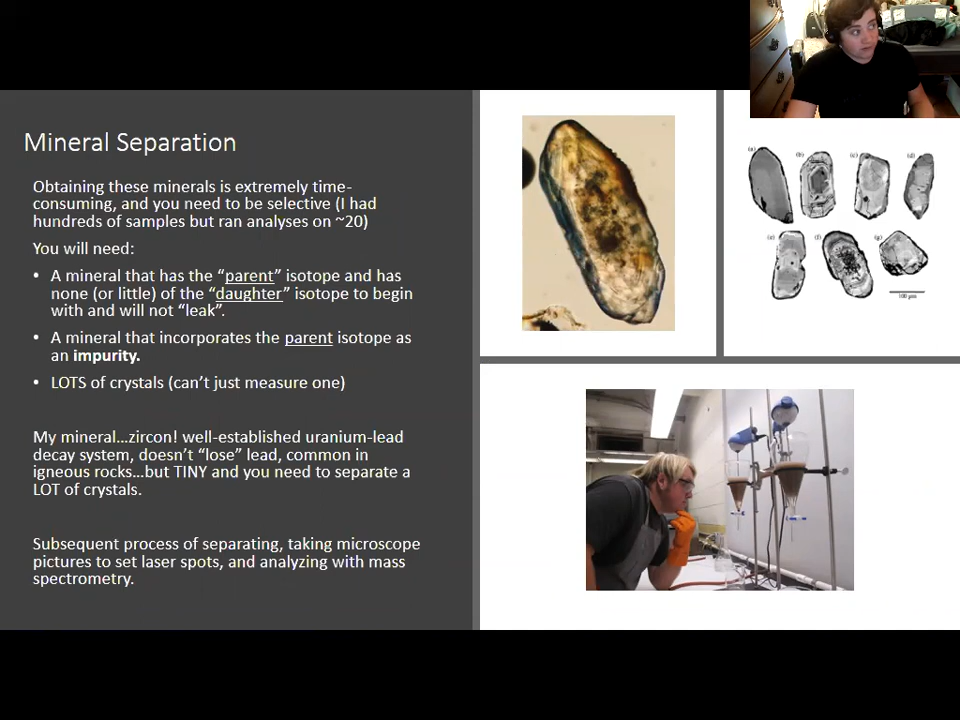 Mineral Separation
Obtaining these minerals is extremely time-
consuming, and you need to be selective (I had
hundreds of samples but ran analyses on ~20)
You will need:
• A mineral that has the “parent” isotope and has
none (or little) of the “daughter” isotope to begin
with and will not “leak”.
• A mineral that incorporates the parent isotope as
an impurity.
• LOTS of crystals (can’t just measure one)
My mineral…zircon! well-established uranium-lead
decay system, doesn’t “lose” lead, common in
igneous rocks…but TINY and you need to separate a
LOT of crystals.
Subsequent process of separating, taking microscope
pictures to set laser spots, and analyzing with mass
spectrometry.
(a) (b) (c) (d)
(e) (f) (g)
100 μm